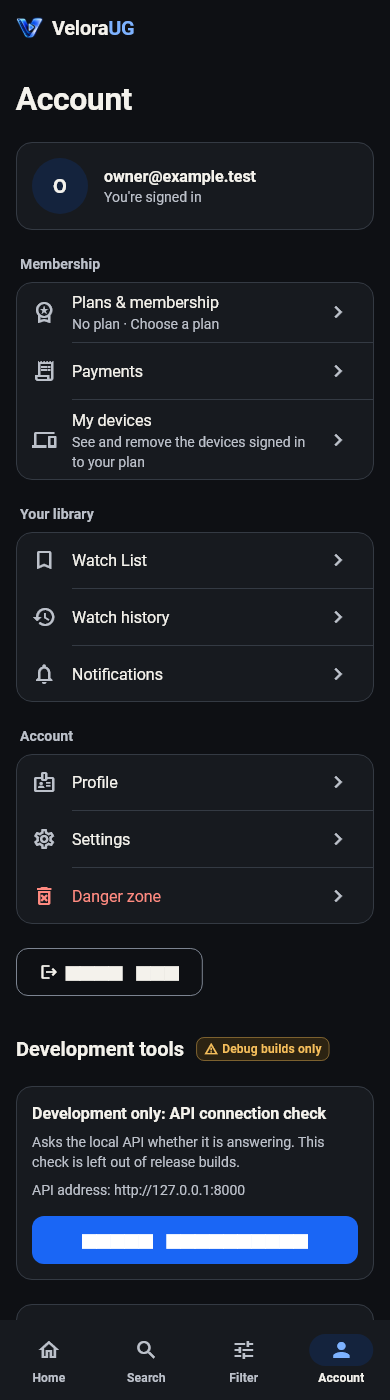 VeloraUG
Account
O
owner@example.test
You're signed in
Membership
Plans & membership
No plan · Choose a plan
Payments
My devices
See and remove the devices signed in
to your plan
Your library
Watch List
Watch history
Notifications
Account
Profile
Settings
Danger zone
Development tools
Debug builds only
Development only: API connection check
Asks the local API whether it is answering. This
check is left out of release builds.
API address: http://127.0.0.1:8000
Home
Search
Filter
Account